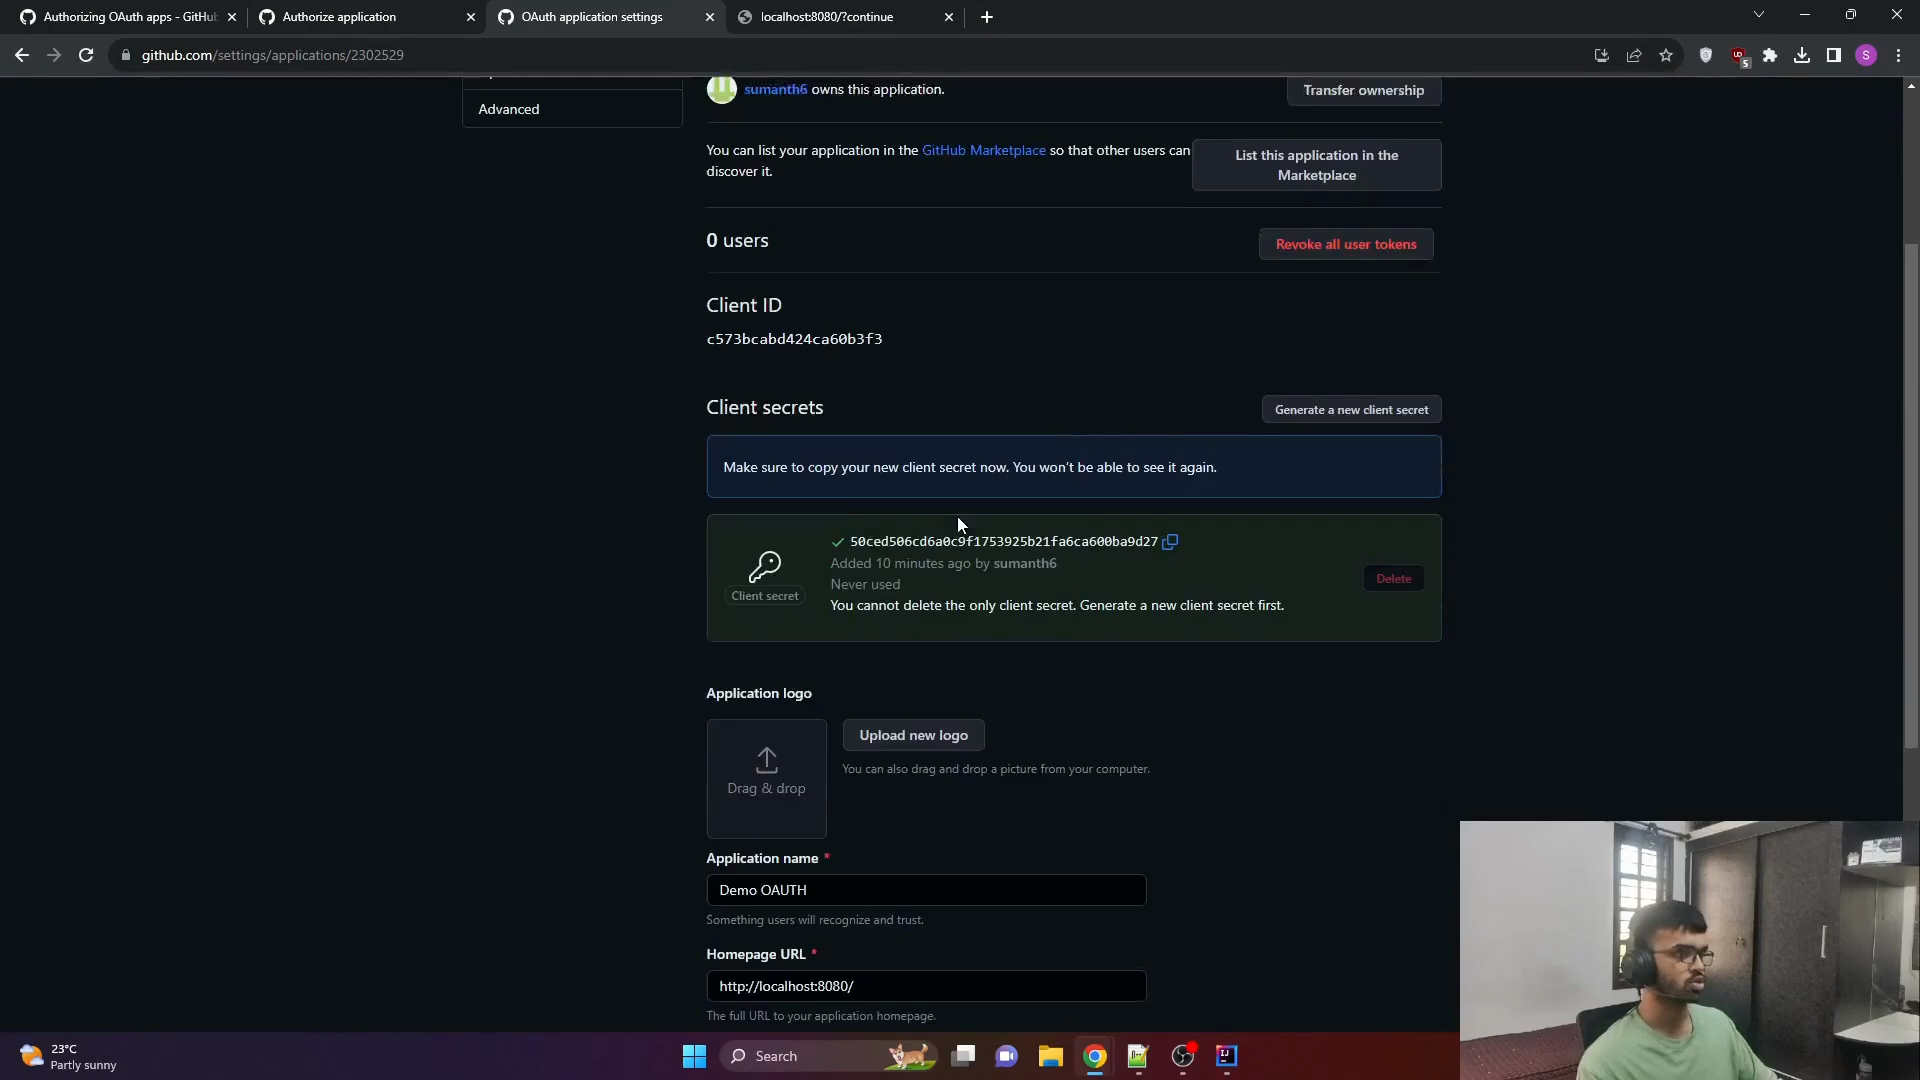 Authorizing OAuth apps - GitHub
Authorize application
OAuth application settings
localhost:8080/?continue
github.com/settings/applications/2302529
S
5
Advanced
sumanth6 owns this application.
Transfer ownership
You can list your application in the GitHub Marketplace so that other users can
discover it.
List this application in the
Marketplace
0 users
Revoke all user tokens
Client ID
c573bcabd424ca60b3f3
Client secrets
Generate a new client secret
Make sure to copy your new client secret now. You won't be able to see it again.
50ced506cd6a0c9f1753925b21fa6ca600ba9d27
Added 10 minutes ago by sumanth6
Never used
You cannot delete the only client secret. Generate a new client secret first.
Client secret
Delete
Application logo
Drag & drop
Upload new logo
You can also drag and drop a picture from your computer.
Application name *
Demo OAUTH
Something users will recognize and trust.
Homepage URL *
http://localhost:8080/
The full URL to your application homepage.
23°C
Partly sunny
Search